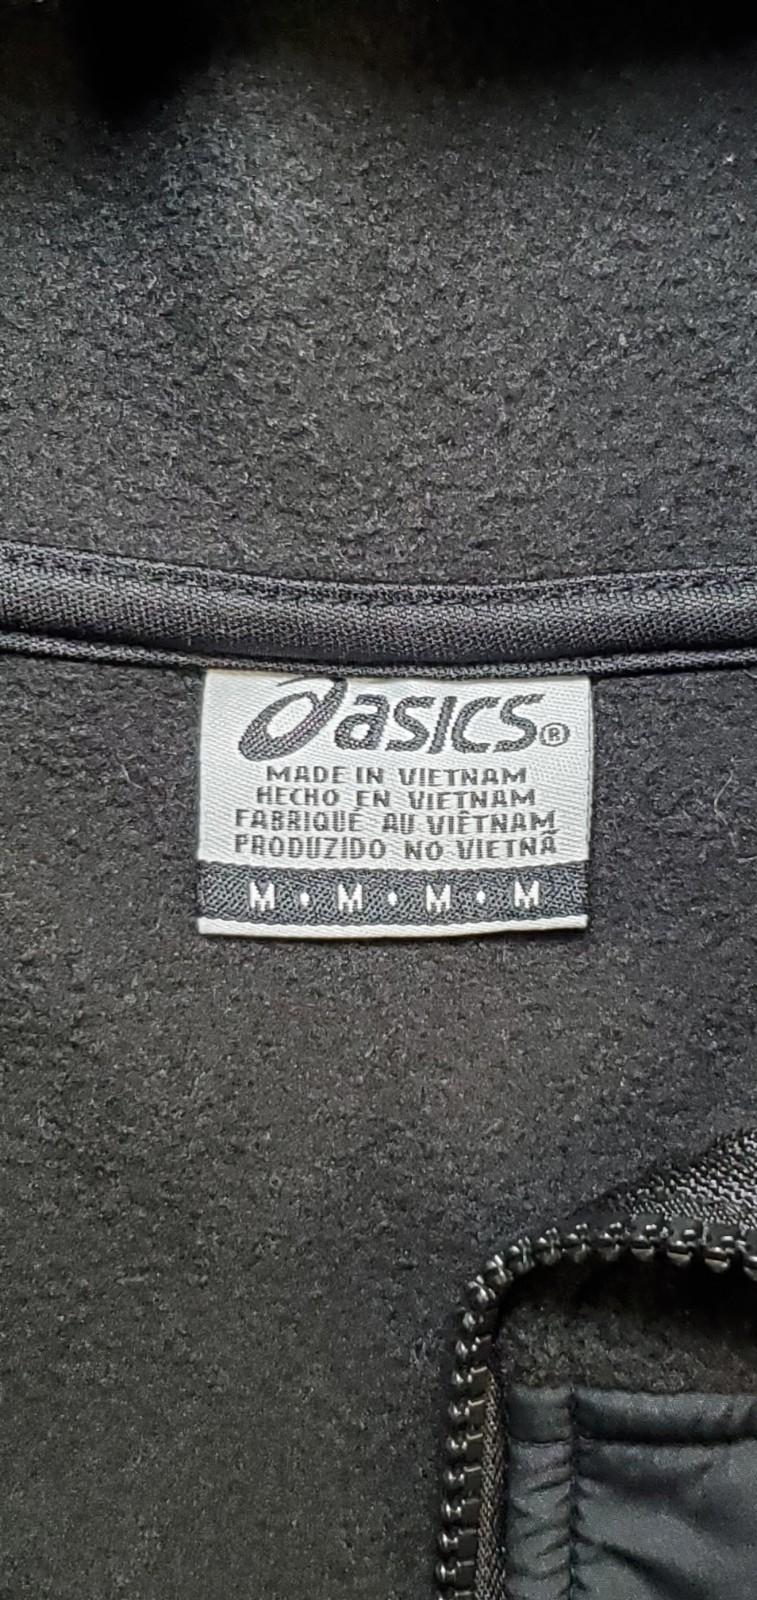 asics®
MADE IN VIETNAM
HECHO EN VIETNAM
FABRIQUÉ AU VIÊTNAM
PRODUZIDO NO VIETNÃ
M • M • M • M